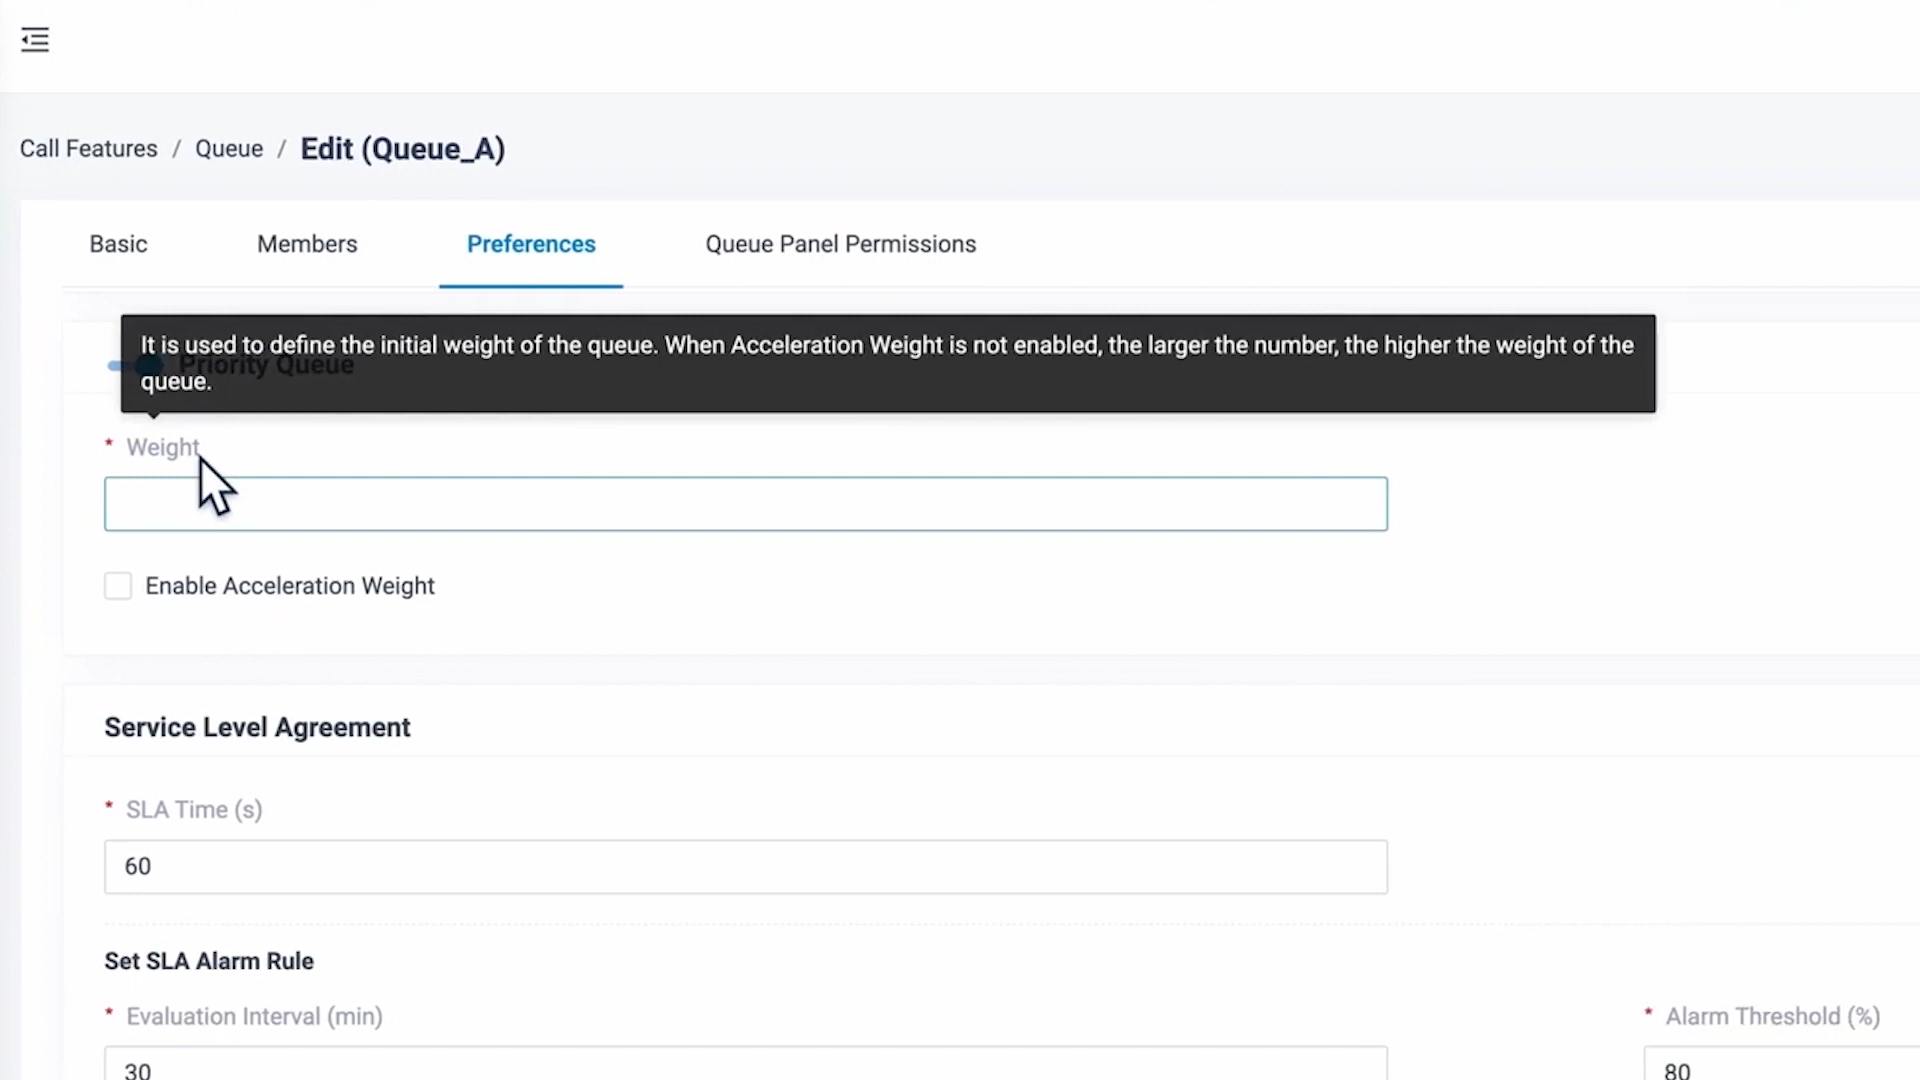 Call Features / Queue / Edit (Queue_A)
Basic Members Preferences Queue Panel Permissions
It is used to define the initial weight of the queue. When Acceleration Weight is not enabled, the larger the number, the higher the weight of the
queue.
Priority Queue
* Weight
Enable Acceleration Weight
Service Level Agreement
* SLA Time (s)
60
Set SLA Alarm Rule
* Evaluation Interval (min) * Alarm Threshold (%)
30 80